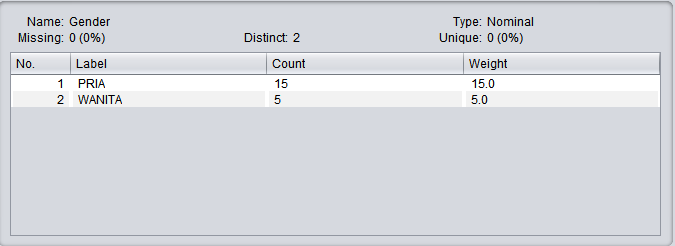 Name: Gender Type: Nominal
Missing: 0 (0%) Distinct: 2 Unique: 0 (0%)
No. Label Count Weight
1 PRIA 15 15.0
2 WANITA 5 5.0